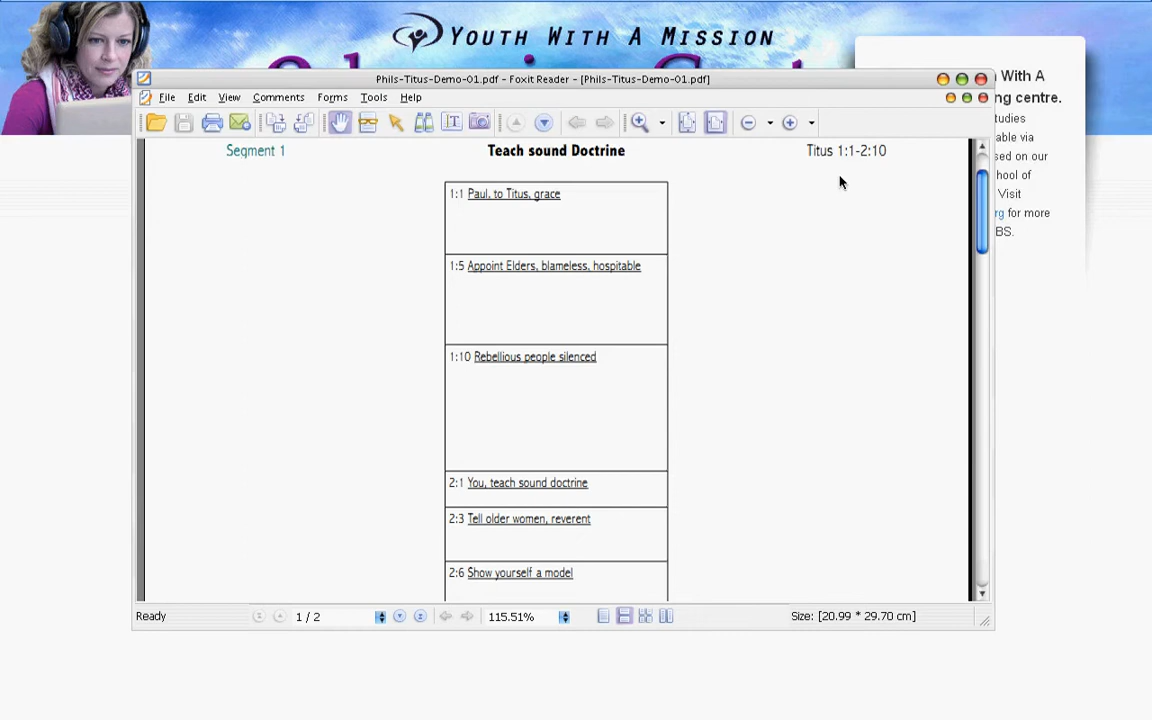 YOUTH WITH A MISSION
With A
ng centre.
tudies
able via
sed on our
hool of
Visit
rg for more
BS.
Phils-Titus-Demo-01.pdf - Foxit Reader - [Phils-Titus-Demo-01.pdf]
File Edit View Comments Forms Tools Help
Segment 1 Teach sound Doctrine Titus 1:1-2:10
1:1 Paul, to Titus, grace
1:5 Appoint Elders, blameless, hospitable
1:10 Rebellious people silenced
2:1 You, teach sound doctrine
2:3 Tell older women, reverent
2:6 Show yourself a model
Ready 1 / 2 115.51% Size: [20.99 * 29.70 cm]